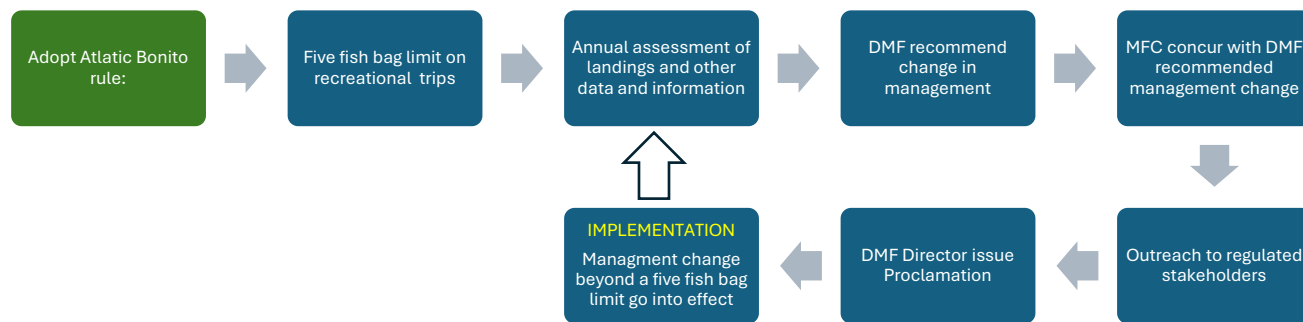 Adopt Atlatic Bonito
rule:
Five fish bag limit on
recreational trips
Annual assessment of
landings and other
data and information
DMF recommend
change in
management
MFC concur with DMF
recommended
management change
Outreach to regulated
stakeholders
DMF Director issue
Proclamation
IMPLEMENTATION
Managment change
beyond a five fish bag
limit go into effect